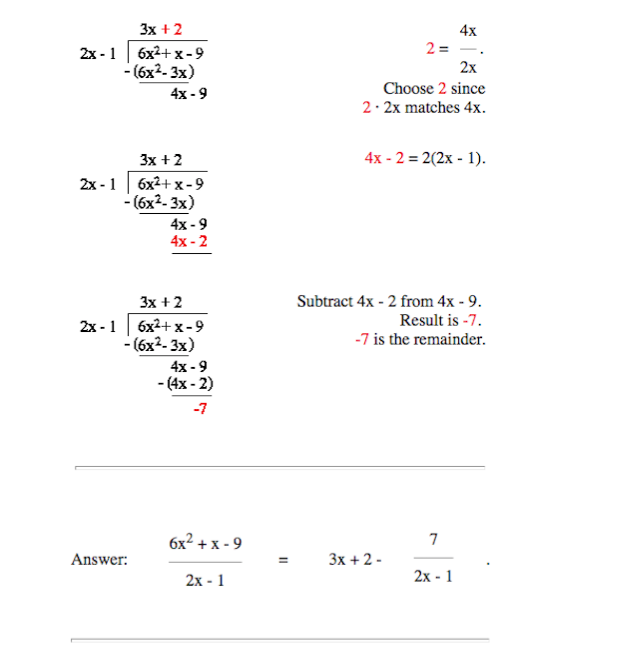 3x + 2
2x - 1 6x²+ x - 9
- (6x²- 3x)
4x - 9
2 = 4x / 2x .
Choose 2 since
2 · 2x matches 4x.
3x + 2
2x - 1 6x²+ x - 9
- (6x²- 3x)
4x - 9
4x - 2
4x - 2 = 2(2x - 1).
3x + 2
2x - 1 6x²+ x - 9
- (6x²- 3x)
4x - 9
- (4x - 2)
-7
Subtract 4x - 2 from 4x - 9.
Result is -7.
-7 is the remainder.
Answer: 6x² + x - 9 / 2x - 1 = 3x + 2 - 7 / 2x - 1 .